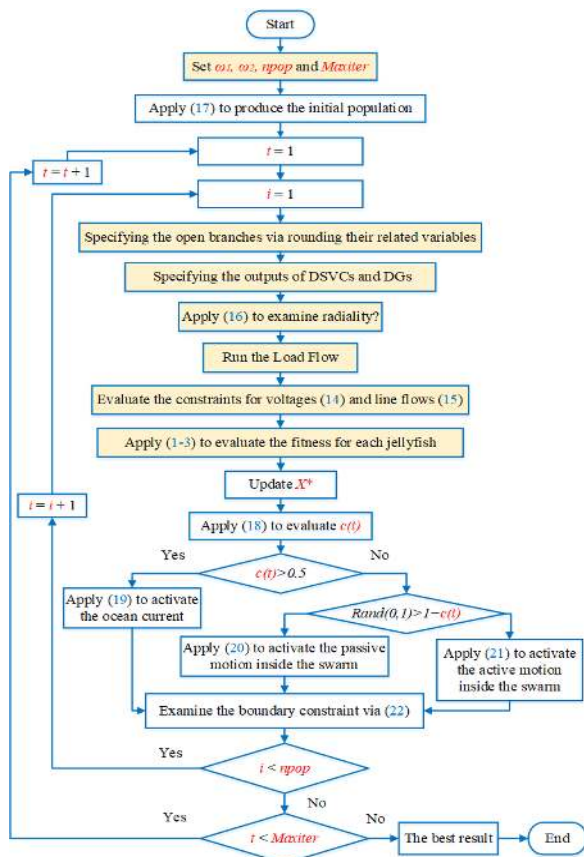 Start
Set ω1, ω2, npop and Maxiter
Apply (17) to produce the initial population
t = t + 1
t = 1
i = 1
Specifying the open branches via rounding their related variables
Specifying the outputs of DSVCs and DGs
Apply (16) to examine radiality?
Run the Load Flow
Evaluate the constraints for voltages (14) and line flows (15)
Apply (1-3) to evaluate the fitness for each jellyfish
Update X*
i = i + 1
Apply (18) to evaluate c(t)
Yes
No
c(t)>0.5
Apply (19) to activate
the ocean current
Rand(0,1)>1−c(t)
Apply (20) to activate the passive
motion inside the swarm
Apply (21) to activate
the active motion
inside the swarm
Examine the boundary constraint via (22)
Yes
i < npop
No
Yes
t < Maxiter
No
The best result
End